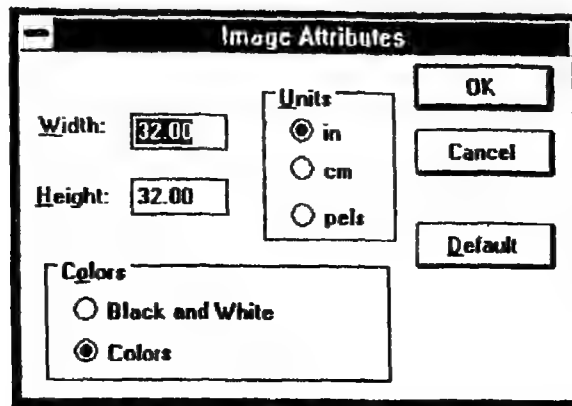 Image Attributes
Width: 32.00
Height: 32.00
Units
in
cm
pels
OK
Cancel
Default
Colors
Black and White
Colors